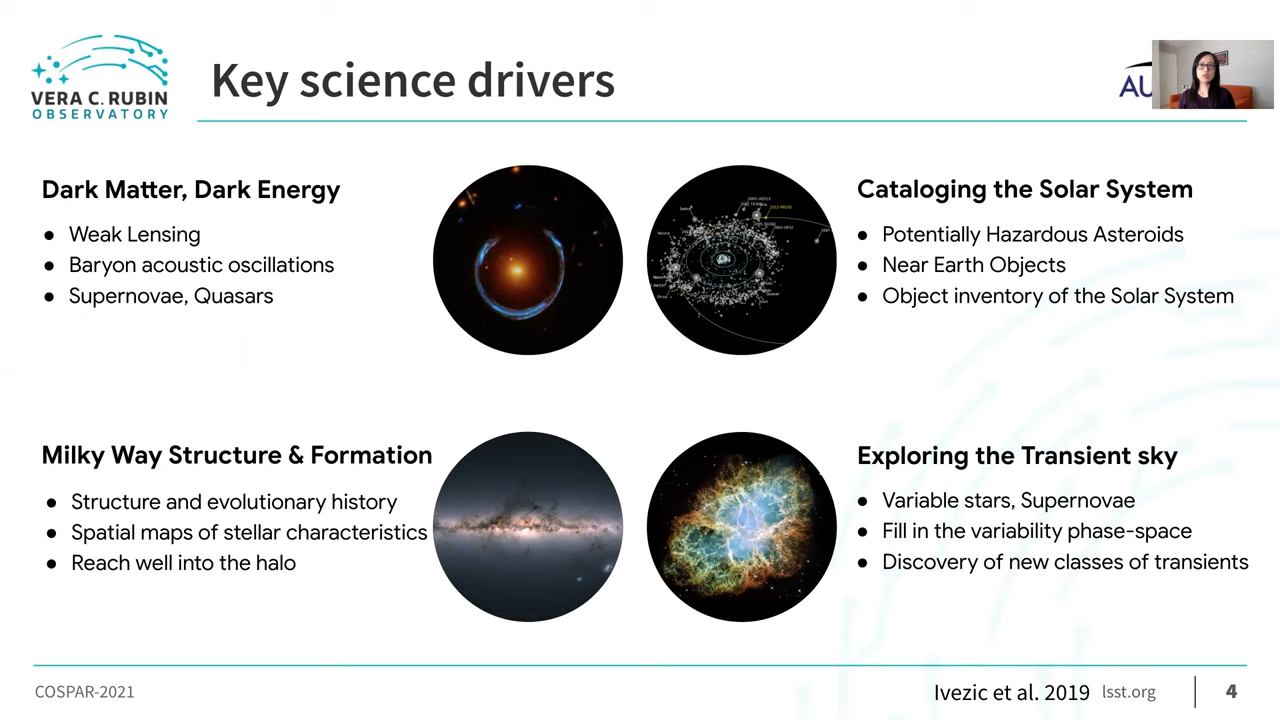 VERA C. RUBIN
OBSERVATORY
Key science drivers
AU
Dark Matter, Dark Energy
● Weak Lensing
● Baryon acoustic oscillations
● Supernovae, Quasars
Cataloging the Solar System
● Potentially Hazardous Asteroids
● Near Earth Objects
● Object inventory of the Solar System
Milky Way Structure & Formation
● Structure and evolutionary history
● Spatial maps of stellar characteristics
● Reach well into the halo
Exploring the Transient sky
● Variable stars, Supernovae
● Fill in the variability phase-space
● Discovery of new classes of transients
COSPAR-2021
Ivezic et al. 2019 lsst.org 4